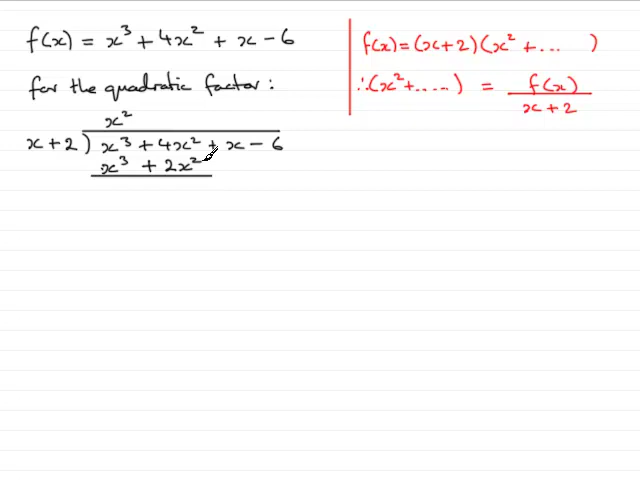 f(x) = x³ + 4x² + x - 6
for the quadratic factor :
x²
x + 2 ) x³ + 4x² + x - 6
x³ + 2x²
f(x) = (x+2)(x² + ... )
∴ (x² + .....) = f(x)
x + 2